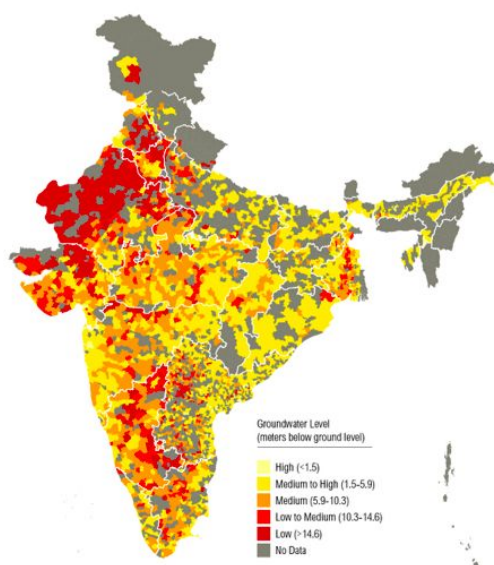 Groundwater Level
(meters below ground level)
High (<1.5)
Medium to High (1.5-5.9)
Medium (5.9-10.3)
Low to Medium (10.3-14.6)
Low (>14.6)
No Data